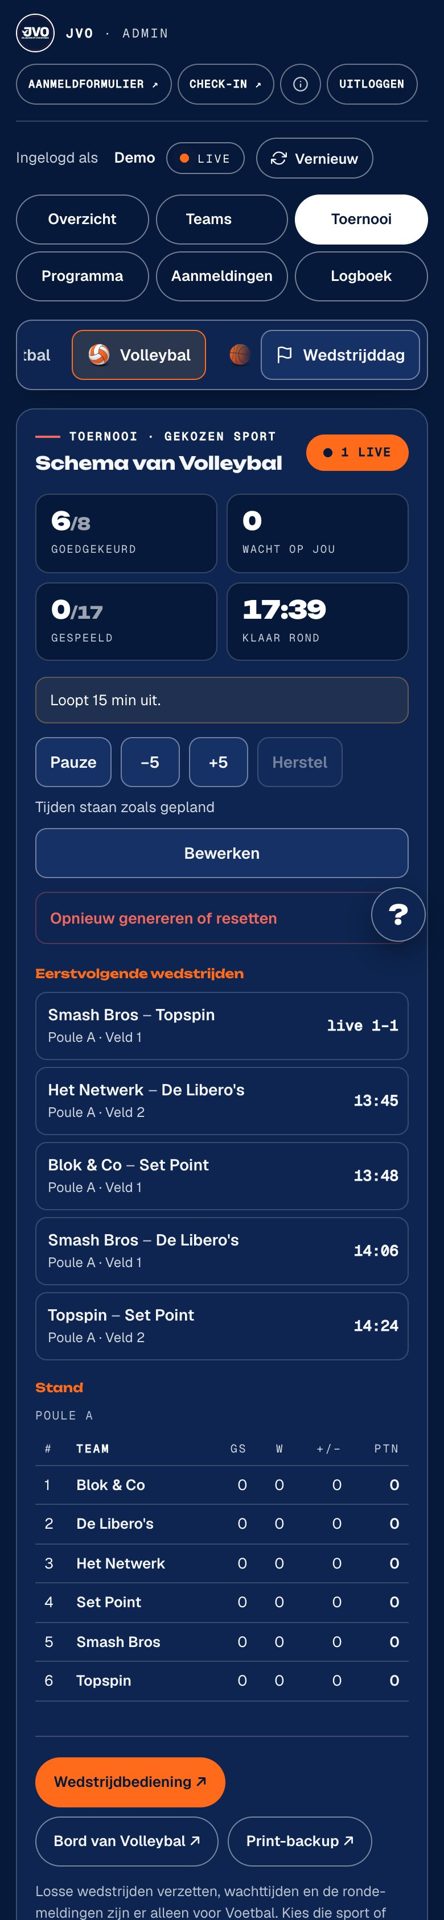 JVO
JVO · ADMIN
AANMELDFORMULIER ↗ CHECK-IN ↗ UITLOGGEN
Ingelogd als Demo LIVE Vernieuw
Overzicht Teams Toernooi
Programma Aanmeldingen Logboek
tbal Volleybal Wedstrijddag
TOERNOOI · GEKOZEN SPORT
Schema van Volleybal
1 LIVE
6/8
GOEDGEKEURD
0
WACHT OP JOU
0/17
GESPEELD
17:39
KLAAR ROND
Loopt 15 min uit.
Pauze −5 +5 Herstel
Tijden staan zoals gepland
Bewerken
Opnieuw genereren of resetten
?
Eerstvolgende wedstrijden
Smash Bros – Topspin
Poule A · Veld 1
live 1–1
Het Netwerk – De Libero's
Poule A · Veld 2
13:45
Blok & Co – Set Point
Poule A · Veld 1
13:48
Smash Bros – De Libero's
Poule A · Veld 1
14:06
Topspin – Set Point
Poule A · Veld 2
14:24
Stand
POULE A
# TEAM GS W +/− PTN
1 Blok & Co 0 0 0 0
2 De Libero's 0 0 0 0
3 Het Netwerk 0 0 0 0
4 Set Point 0 0 0 0
5 Smash Bros 0 0 0 0
6 Topspin 0 0 0 0
Wedstrijdbediening ↗
Bord van Volleybal ↗ Print-backup ↗
Losse wedstrijden verzetten, wachttijden en de ronde-
meldingen zijn er alleen voor Voetbal. Kies die sport of